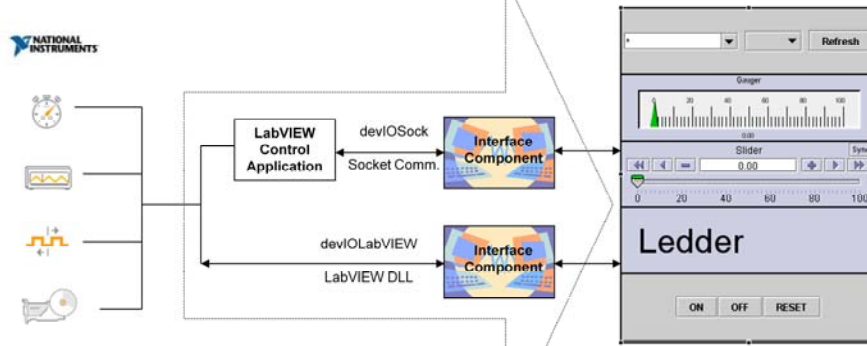 NATIONAL
INSTRUMENTS
LabVIEW
Control
Application
devIOSock
Socket Comm.
Interface
Component
devIOLabVIEW
LabVIEW DLL
Interface
Component
* Refresh
Gauger
0 20 40 60 80 100
0.00
Slider Sync
0.00
0 20 40 60 80 100
Ledder
ON OFF RESET